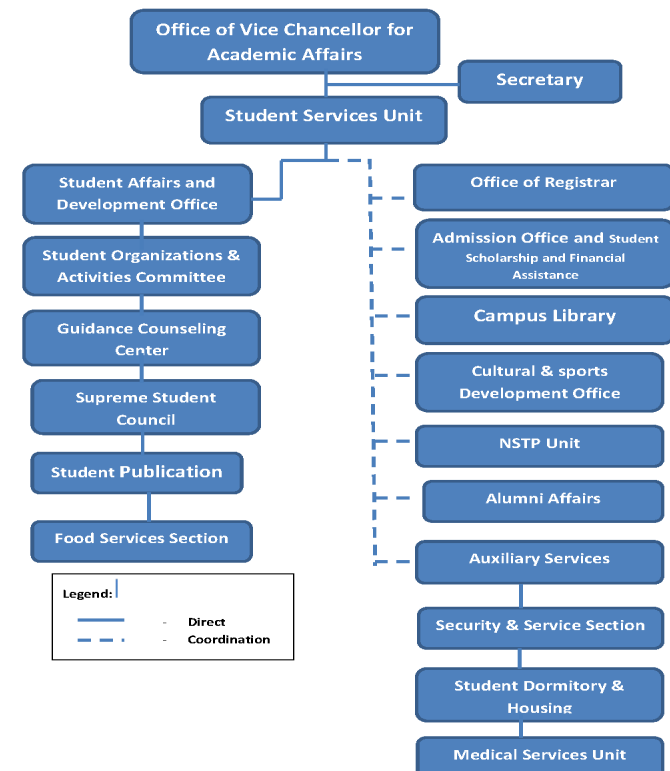 Office of Vice Chancellor for
Academic Affairs
Secretary
Student Services Unit
Student Affairs and
Development Office
Student Organizations &
Activities Committee
Guidance Counseling
Center
Supreme Student
Council
Student Publication
Food Services Section
Office of Registrar
Admission Office and Student
Scholarship and Financial
Assistance
Campus Library
Cultural & sports
Development Office
NSTP Unit
Alumni Affairs
Auxiliary Services
Security & Service Section
Student Dormitory &
Housing
Medical Services Unit
Legend:
- Direct
- Coordination